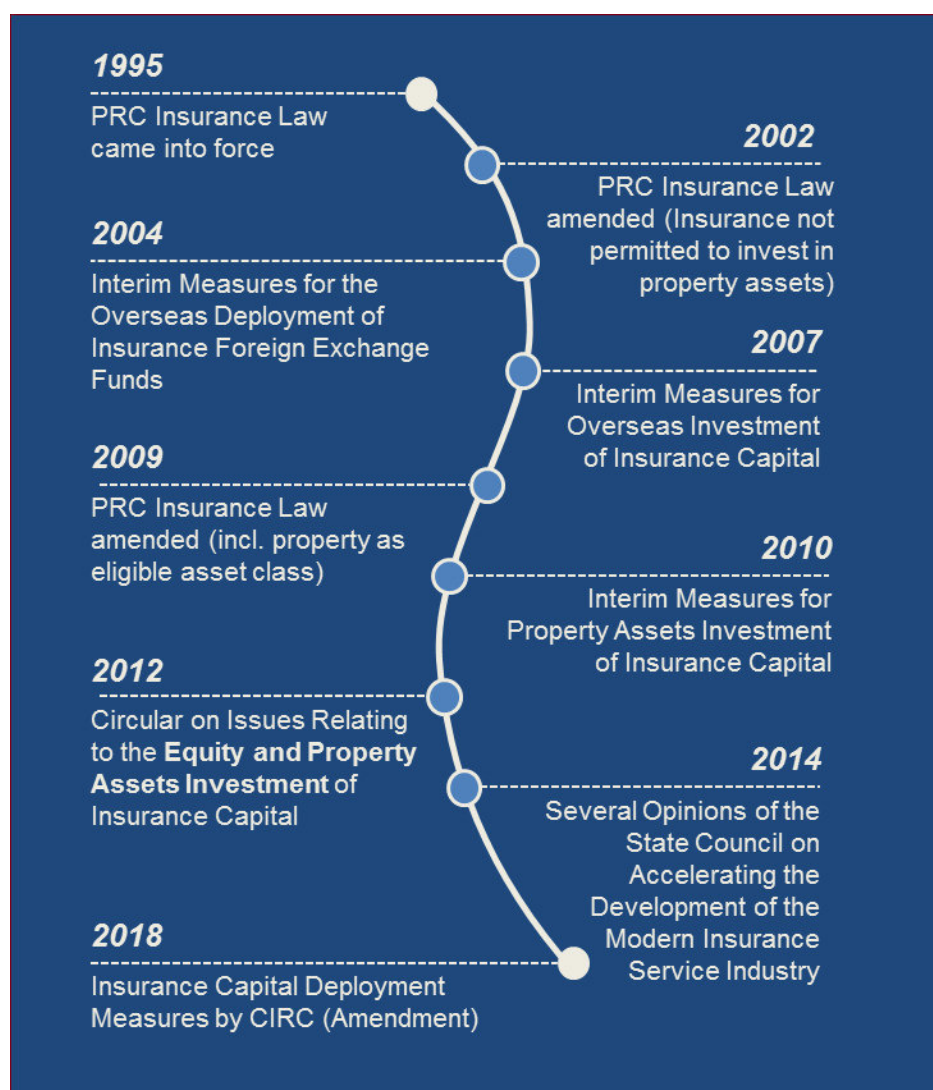 1995
PRC Insurance Law
came into force
2002
PRC Insurance Law
amended (Insurance not
permitted to invest in
property assets)
2004
Interim Measures for the
Overseas Deployment of
Insurance Foreign Exchange
Funds
2007
Interim Measures for
Overseas Investment
of Insurance Capital
2009
PRC Insurance Law
amended (incl. property as
eligible asset class)
2010
Interim Measures for
Property Assets Investment
of Insurance Capital
2012
Circular on Issues Relating
to the Equity and Property
Assets Investment of
Insurance Capital
2014
Several Opinions of the
State Council on
Accelerating the
Development of the
Modern Insurance
Service Industry
2018
Insurance Capital Deployment
Measures by CIRC (Amendment)